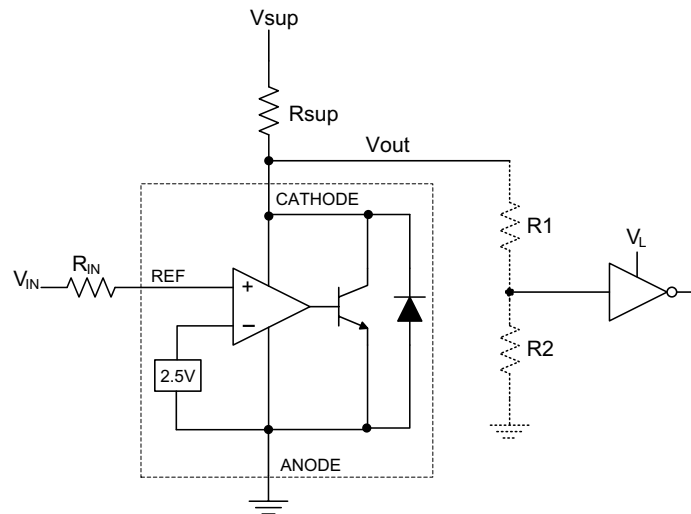 Vsup
Rsup
Vout
CATHODE
R1
VL
RIN
VIN
REF
+
−
2.5V
R2
ANODE